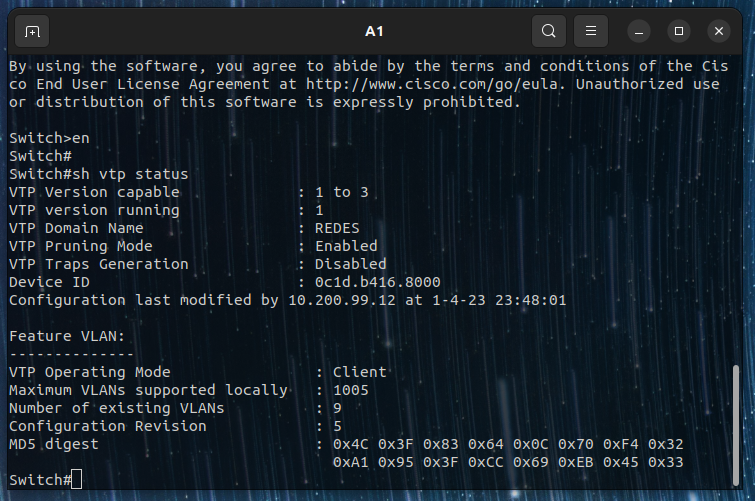 A1
By using the software, you agree to abide by the terms and conditions of the Cis
co End User License Agreement at http://www.cisco.com/go/eula. Unauthorized use
or distribution of this software is expressly prohibited.
Switch>en
Switch#
Switch#sh vtp status
VTP Version capable : 1 to 3
VTP version running : 1
VTP Domain Name : REDES
VTP Pruning Mode : Enabled
VTP Traps Generation : Disabled
Device ID : 0c1d.b416.8000
Configuration last modified by 10.200.99.12 at 1-4-23 23:48:01
Feature VLAN:
--------------
VTP Operating Mode : Client
Maximum VLANs supported locally : 1005
Number of existing VLANs : 9
Configuration Revision : 5
MD5 digest : 0x4C 0x3F 0x83 0x64 0x0C 0x70 0xF4 0x32
0xA1 0x95 0x3F 0xCC 0x69 0xEB 0x45 0x33
Switch#